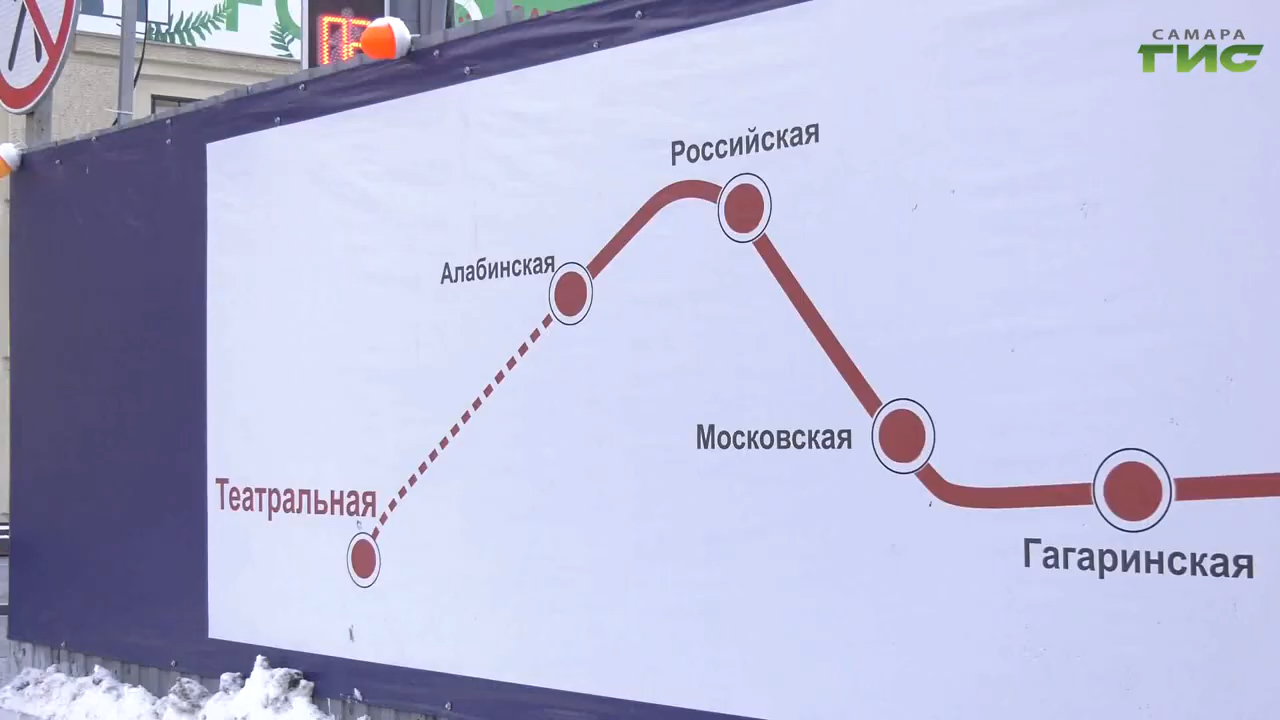 САМАРА
ГИС
Российская
Алабинская
Московская
Театральная
Гагаринская